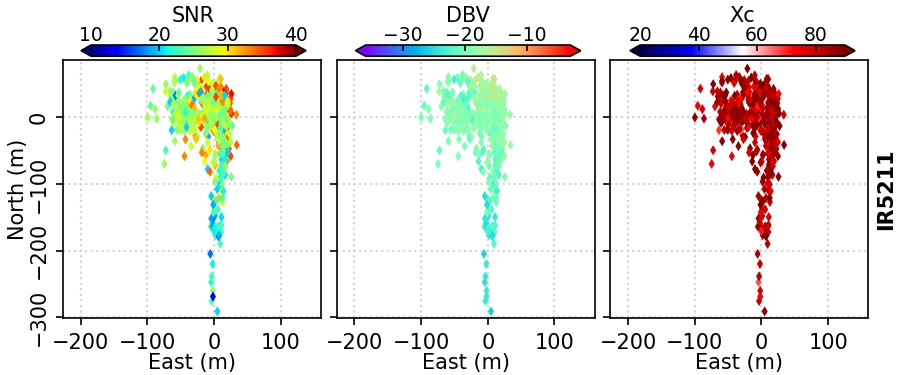 SNR DBV Xc
10 20 30 40 −30 −20 −10 20 40 60 80
North (m)
0
−100
−200
−300
−200 −100 0 100 −200 −100 0 100 −200 −100 0 100
East (m) East (m) East (m)
IR5211